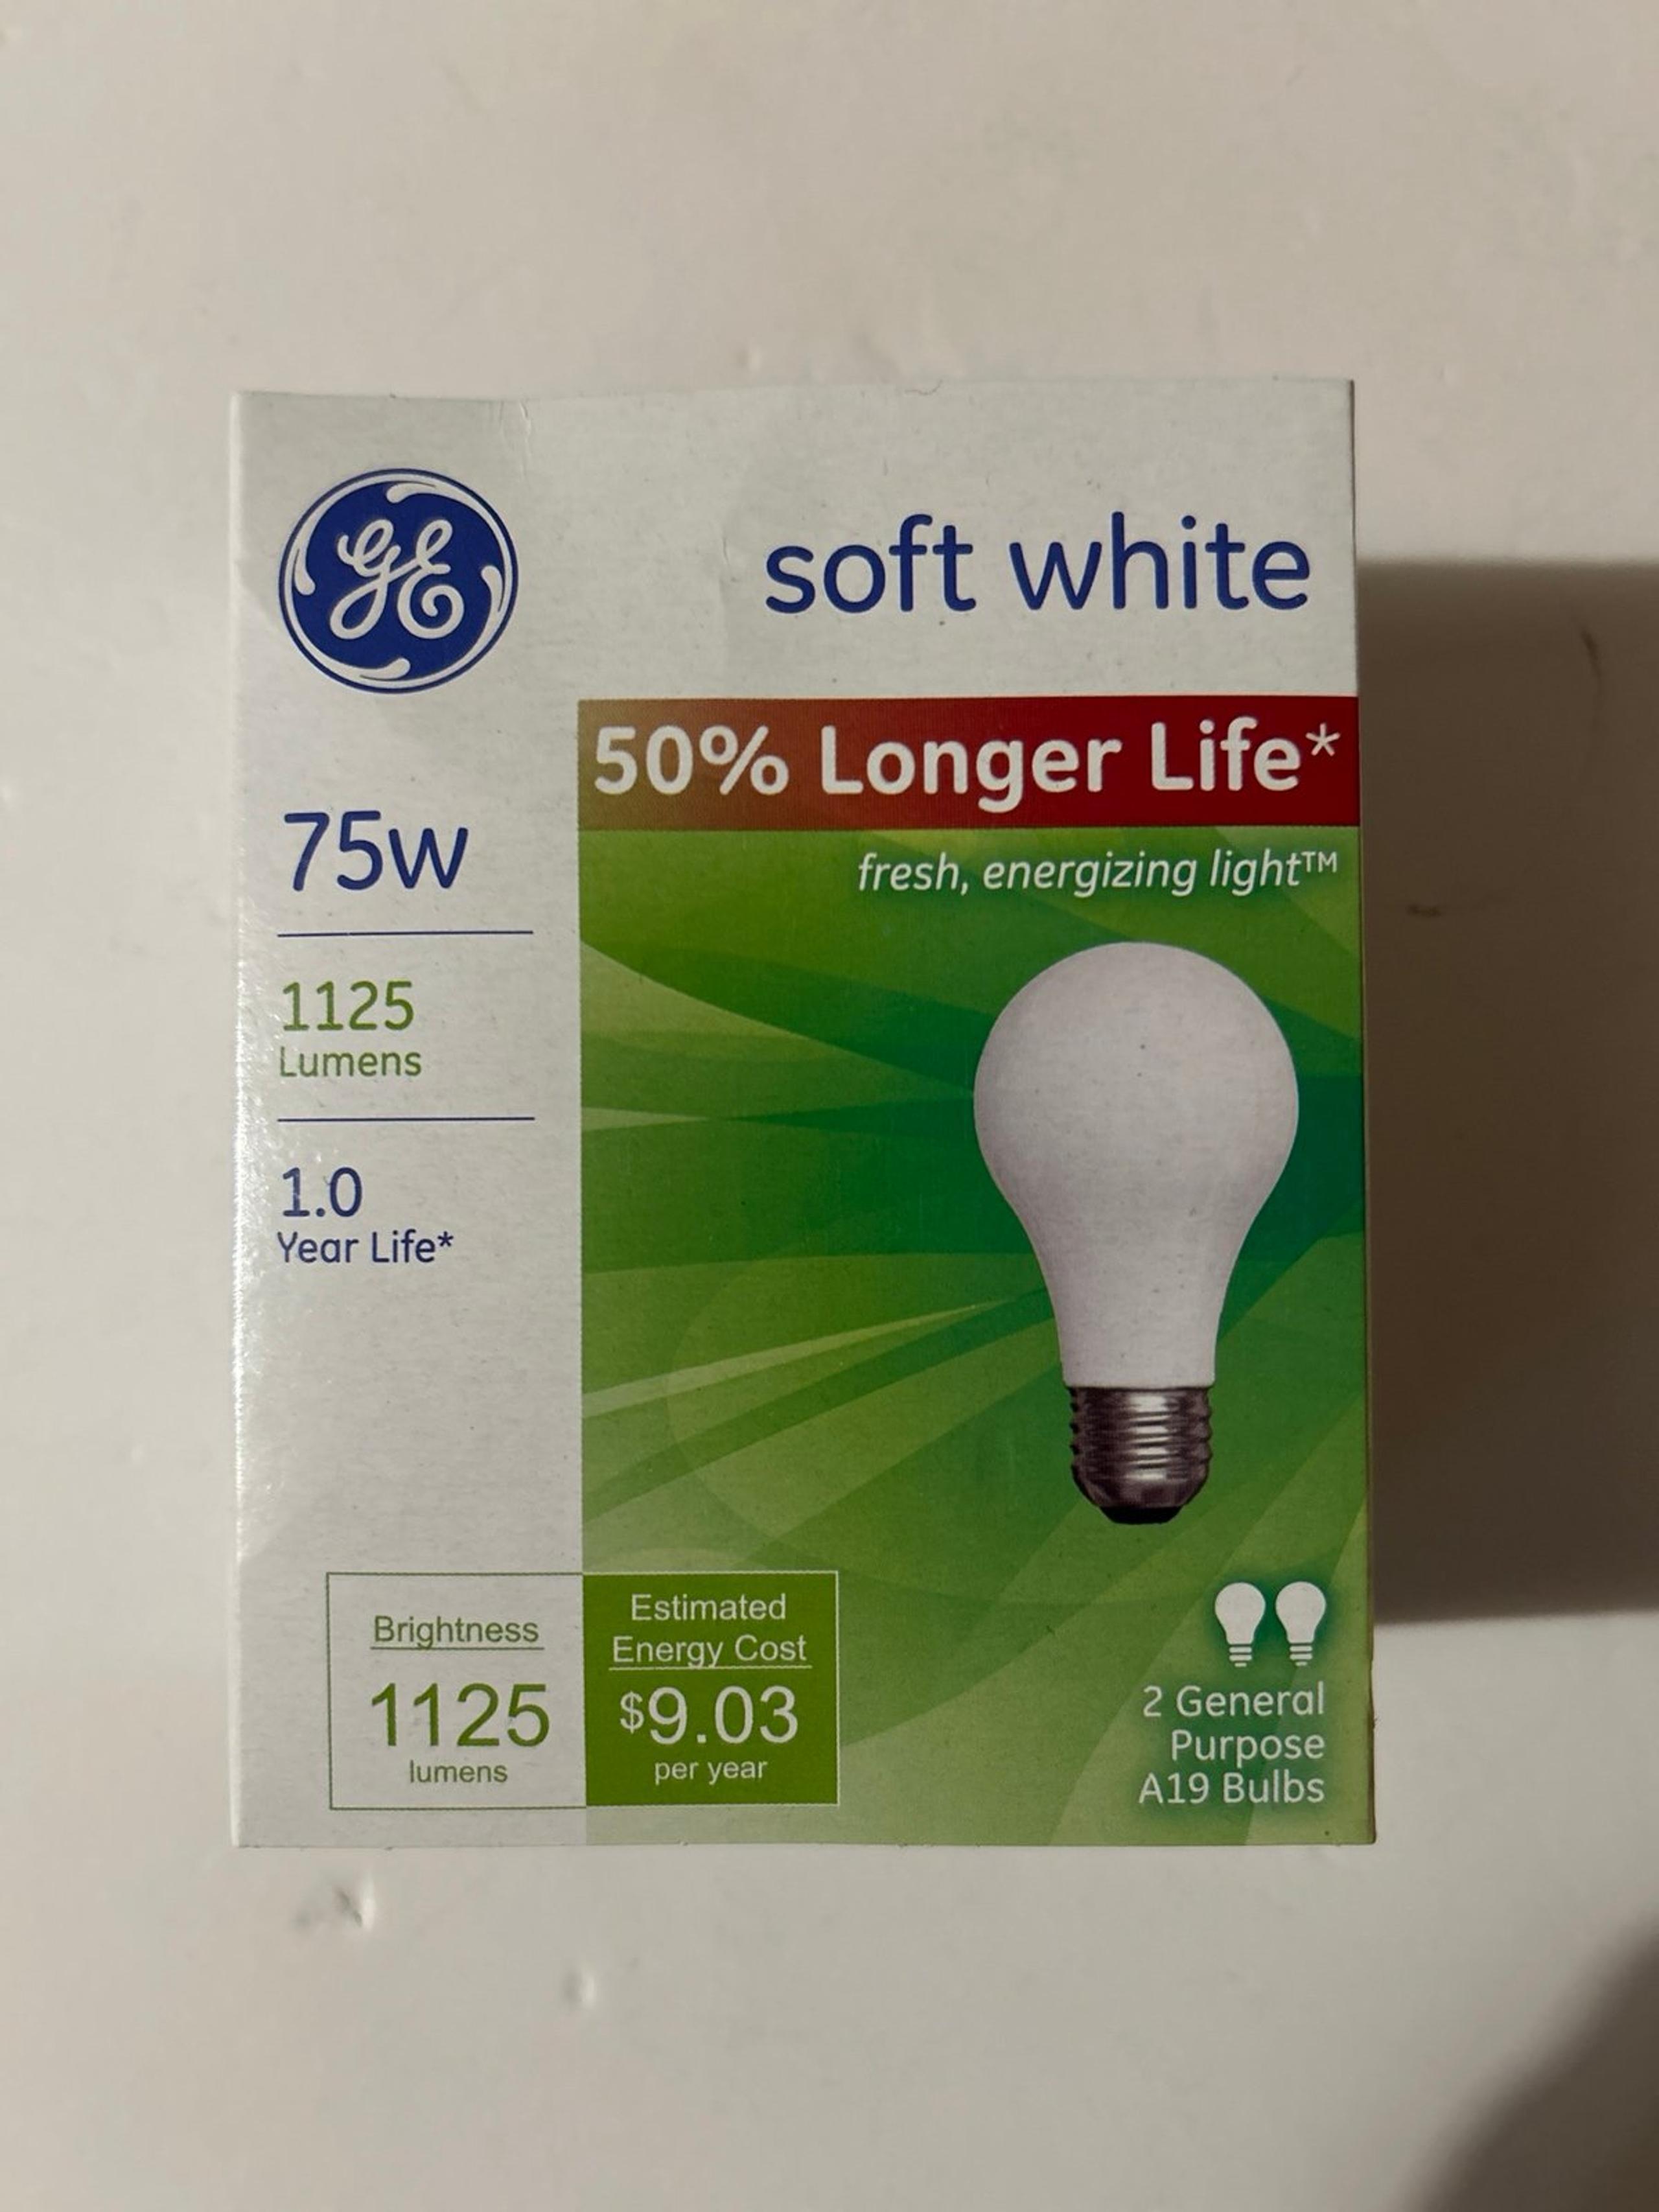 GE
soft white
50% Longer Life*
fresh, energizing light™
75w
1125
Lumens
1.0
Year Life*
Brightness
1125
lumens
Estimated
Energy Cost
$9.03
per year
2 General
Purpose
A19 Bulbs